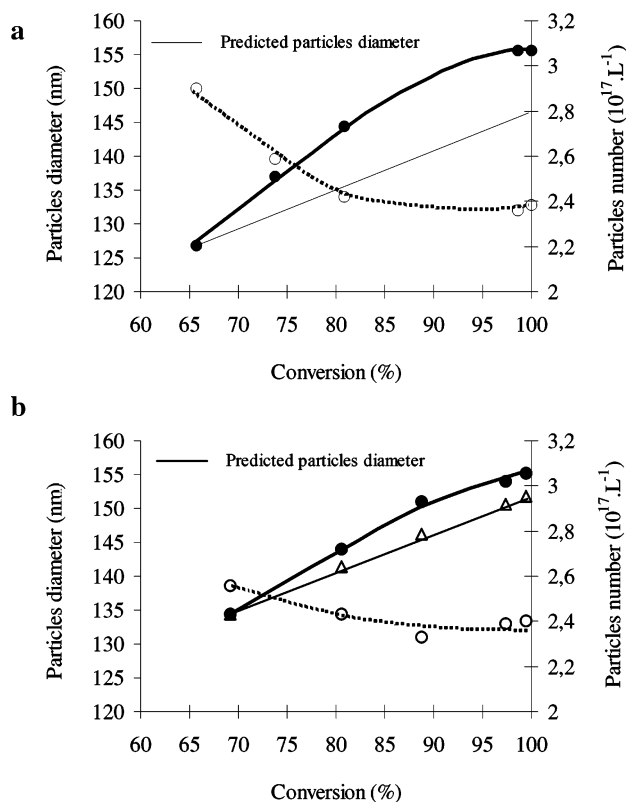 a
Predicted particles diameter
Particles diameter (nm)
160
155
150
145
140
135
130
125
120
3,2
3
2,8
2,6
2,4
2,2
2
Particles number (10¹⁷.L⁻¹)
60 65 70 75 80 85 90 95 100
Conversion (%)
b
Predicted particles diameter
Particles diameter (nm)
160
155
150
145
140
135
130
125
120
3,2
3
2,8
2,6
2,4
2,2
2
Particles number (10¹⁷.L⁻¹)
60 65 70 75 80 85 90 95 100
Conversion (%)